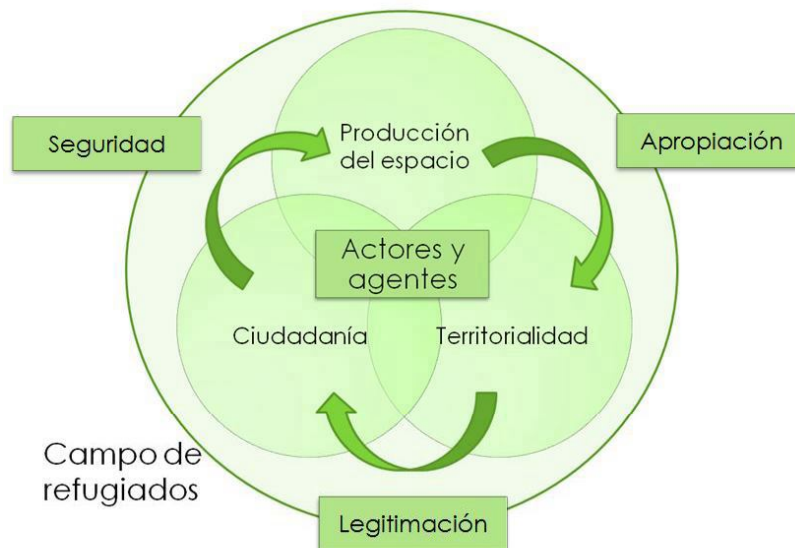 Seguridad
Producción
del espacio
Apropiación
Actores y
agentes
Ciudadanía
Territorialidad
Campo de
refugiados
Legitimación